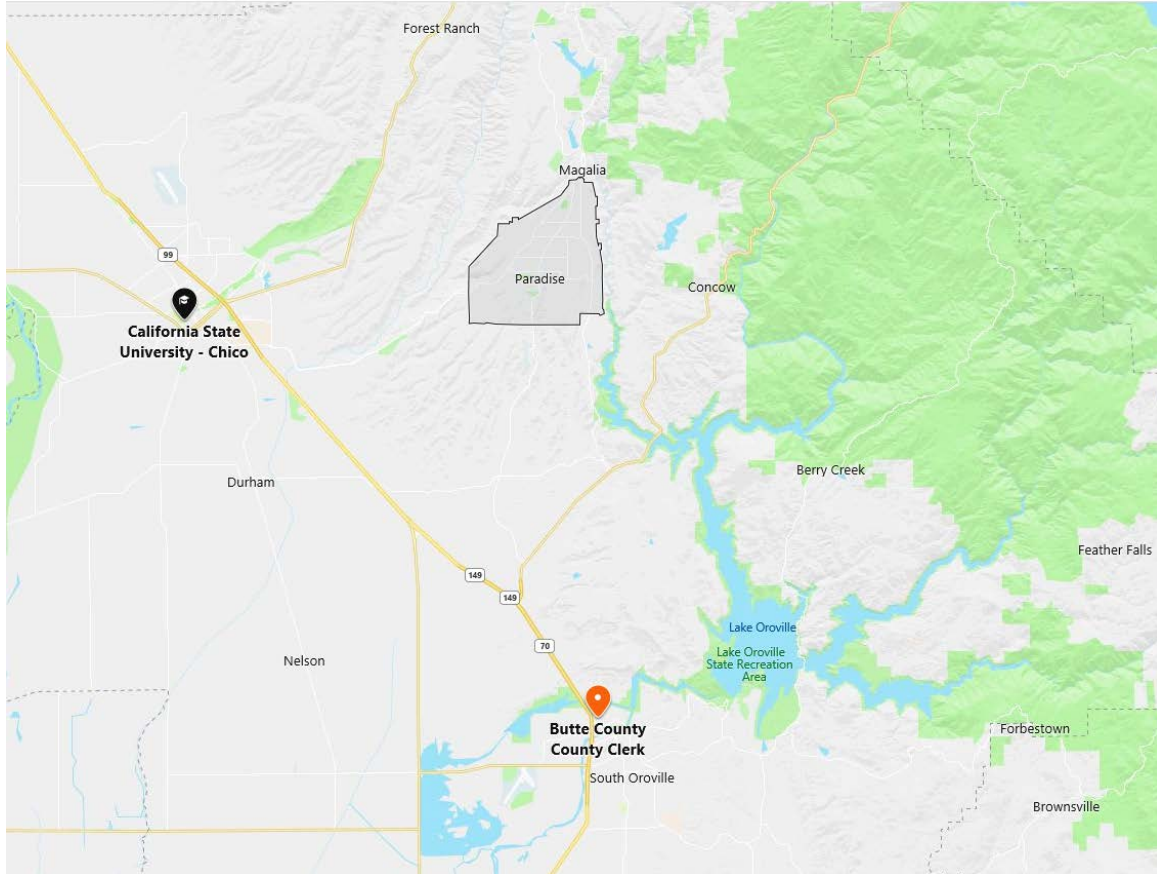 Forest Ranch
Magalia
99
Paradise
Concow
California State
University - Chico
Berry Creek
Durham
Feather Falls
149
149
Lake Oroville
70
Lake Oroville
State Recreation
Area
Nelson
Butte County
County Clerk
Forbestown
South Oroville
Brownsville